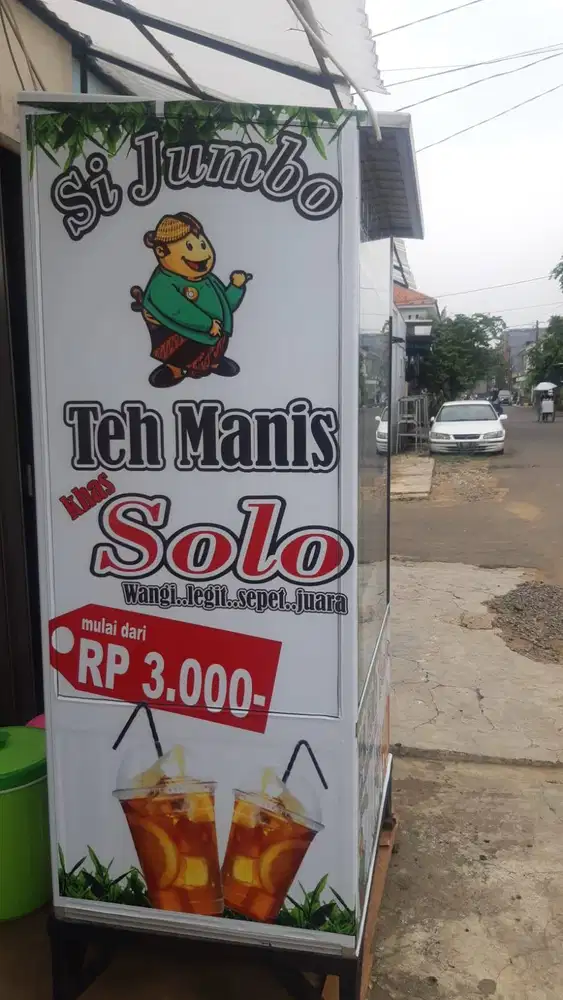 Si Jumbo
Teh Manis
khas
Solo
Wangi..legit..sepet..juara
mulai dari
RP 3.000-